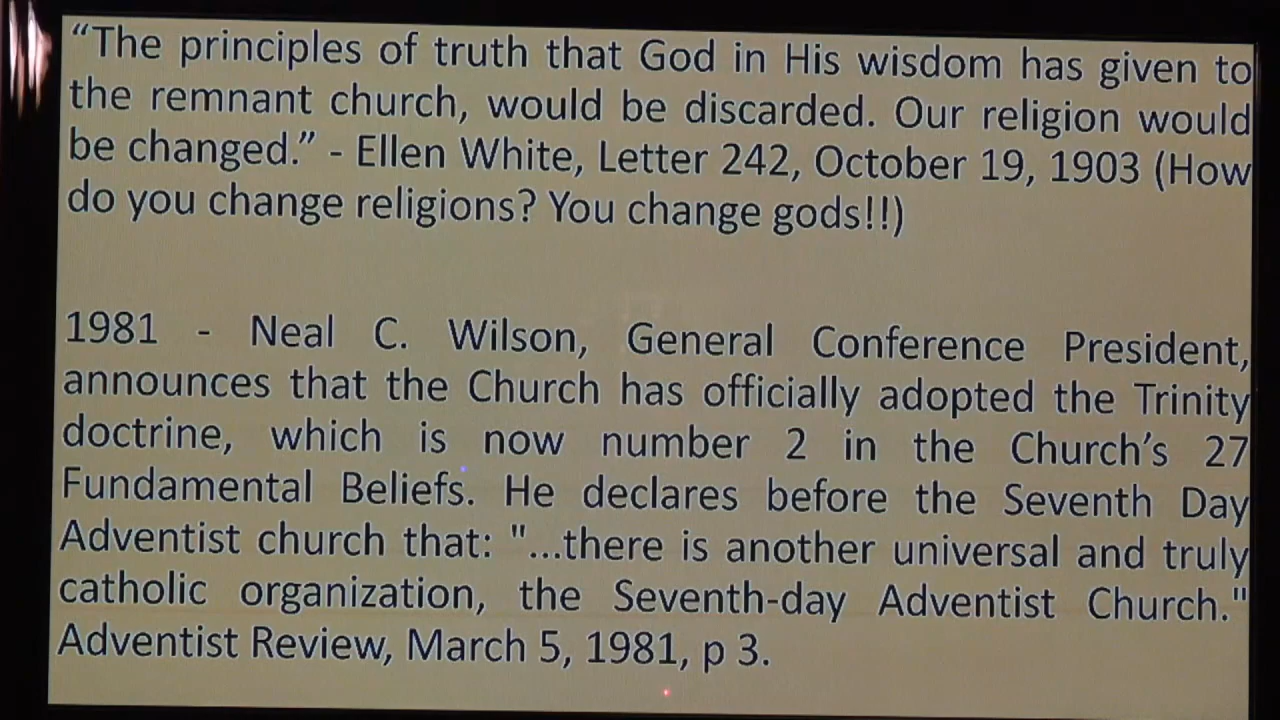 “The principles of truth that God in His wisdom has given to
the remnant church, would be discarded. Our religion would
be changed.” - Ellen White, Letter 242, October 19, 1903 (How
do you change religions? You change gods!!)
1981 - Neal C. Wilson, General Conference President,
announces that the Church has officially adopted the Trinity
doctrine, which is now number 2 in the Church’s 27
Fundamental Beliefs. He declares before the Seventh Day
Adventist church that: "...there is another universal and truly
catholic organization, the Seventh-day Adventist Church."
Adventist Review, March 5, 1981, p 3.